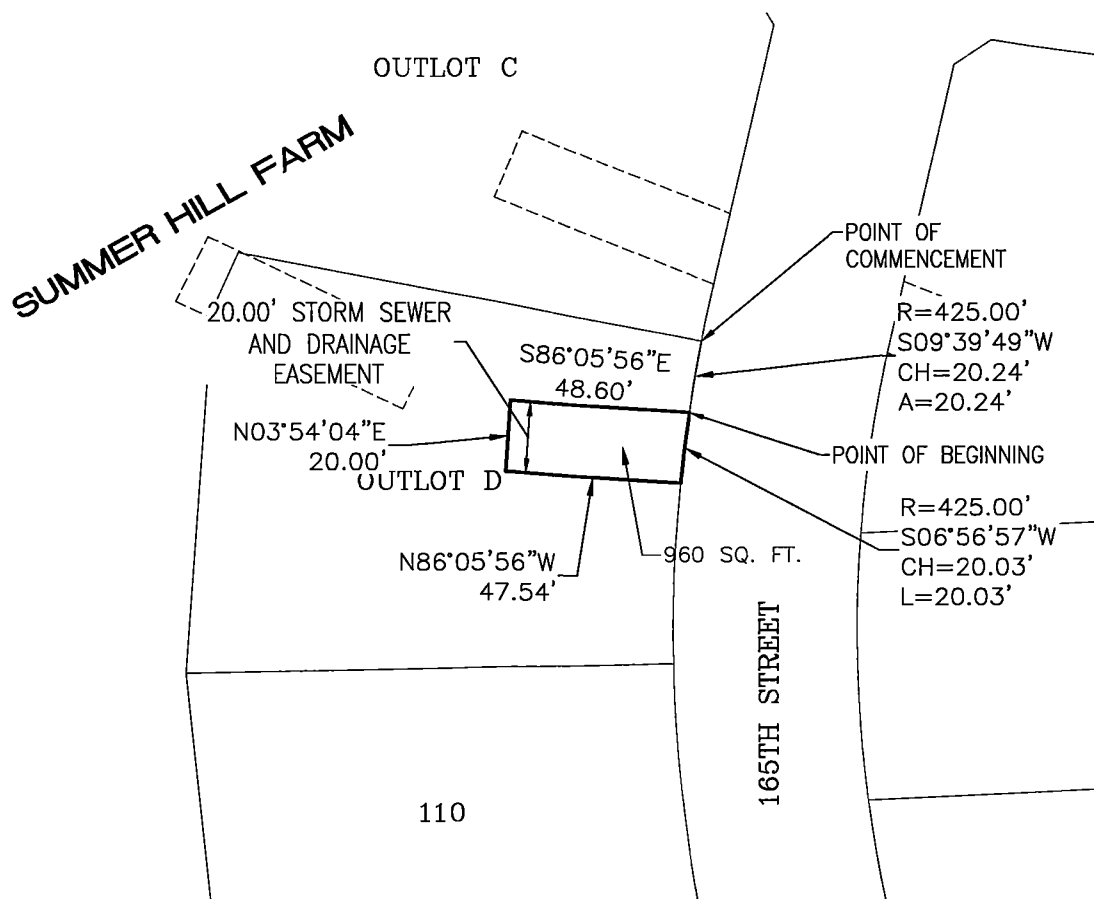 OUTLOT C
SUMMER HILL FARM
POINT OF
COMMENCEMENT
R=425.00'
S09°39'49"W
CH=20.24'
A=20.24'
20.00' STORM SEWER
AND DRAINAGE
EASEMENT
S86°05'56"E
48.60'
N03°54'04"E
20.00'
OUTLOT D
POINT OF BEGINNING
R=425.00'
S06°56'57"W
CH=20.03'
L=20.03'
N86°05'56"W
47.54'
960 SQ. FT.
165TH STREET
110